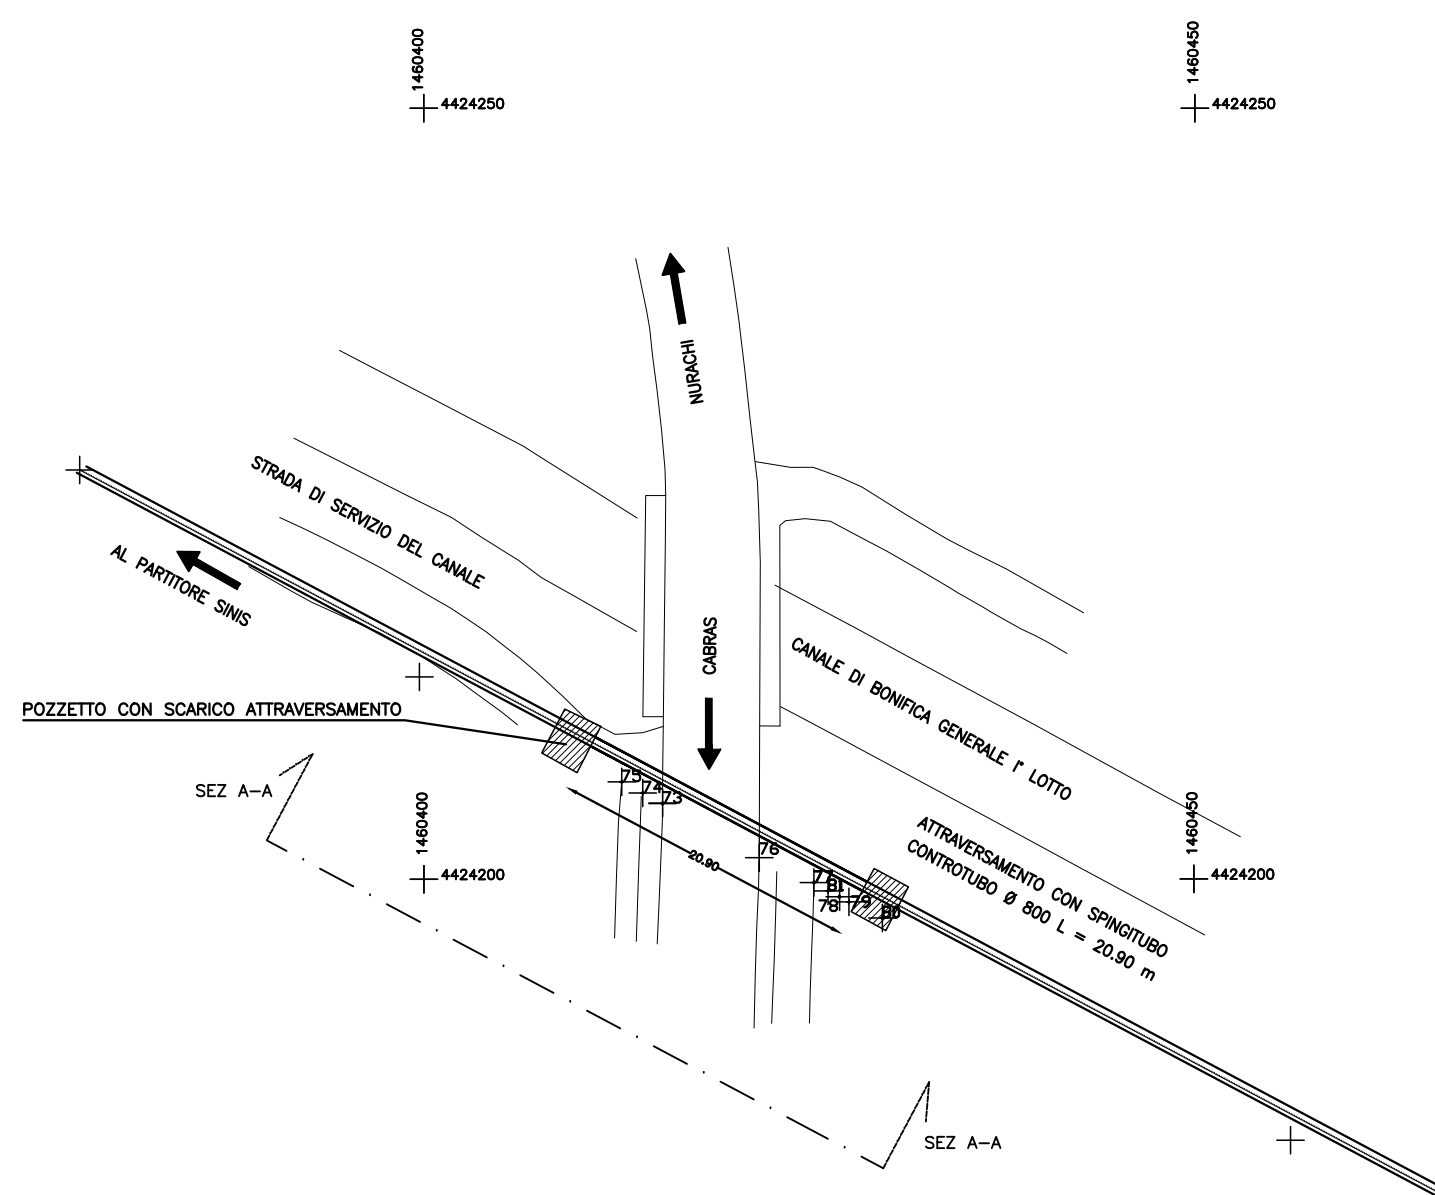 1460400
4424250
1460450
4424250
NURACHI
STRADA DI SERVIZIO DEL CANALE
AL PARTITORE SINIS
CABRAS
CANALE DI BONIFICA GENERALE I° LOTTO
POZZETTO CON SCARICO ATTRAVERSAMENTO
SEZ A-A
75
74
73
1460400
4424200
20.90
76
77
81
78
79
80
ATTRAVERSAMENTO CON SPINGITUBO
CONTROTUBO Ø 800 L = 20.90 m
1460450
4424200
SEZ A-A